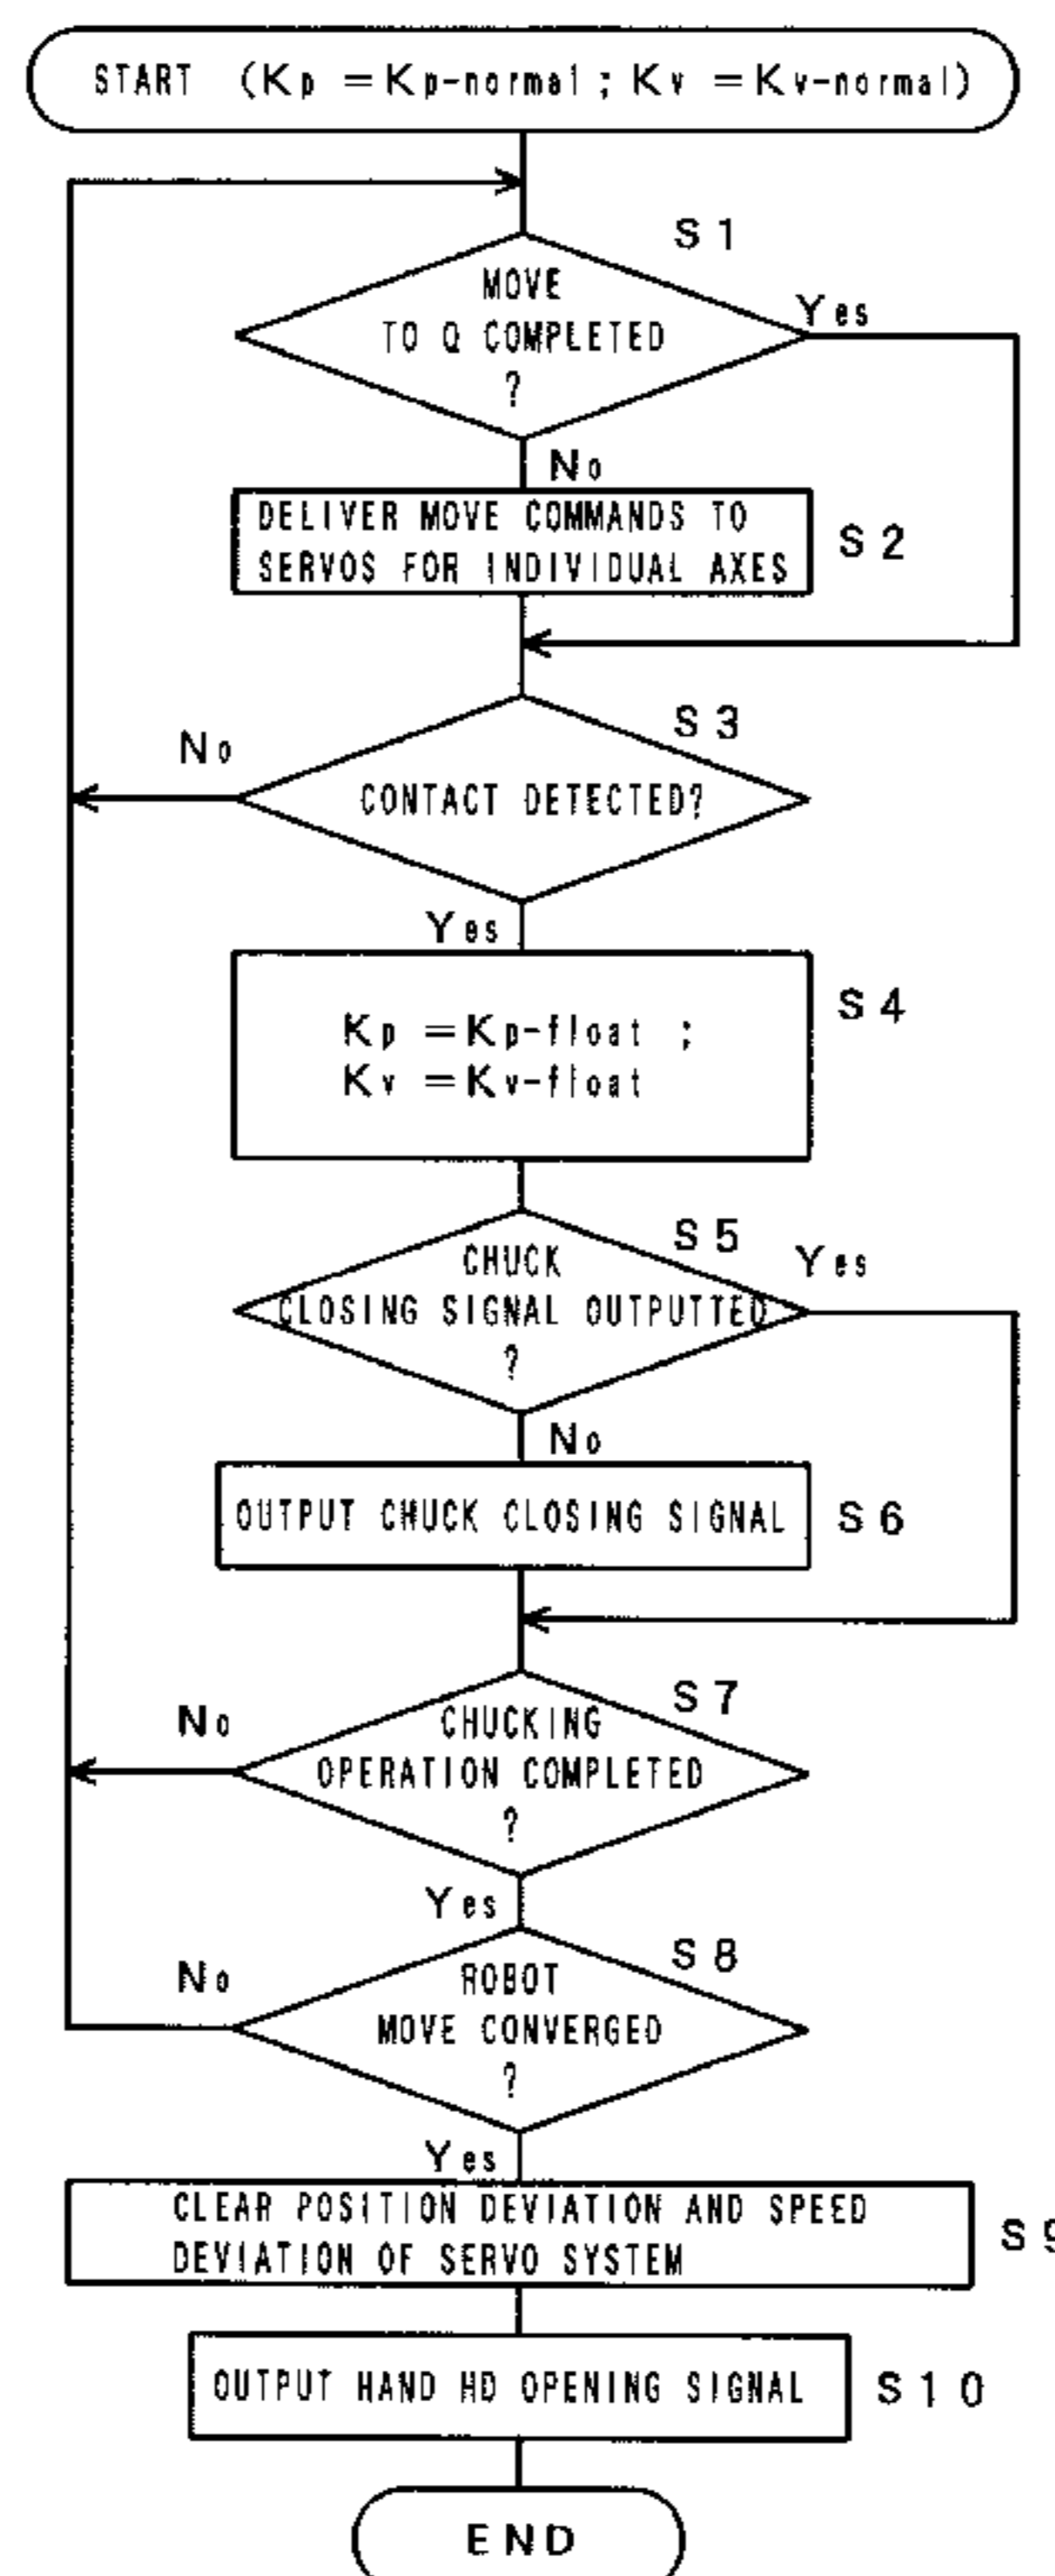 START (Kp = Kp-normal ; Kv = Kv-normal)
S1
MOVE
TO Q COMPLETED
?
Yes
No
DELIVER MOVE COMMANDS TO
SERVOS FOR INDIVIDUAL AXES
S2
S3
No
CONTACT DETECTED?
Yes
Kp = Kp-float ;
Kv = Kv-float
S4
S5
CHUCK
CLOSING SIGNAL OUTPUTTED
?
Yes
No
OUTPUT CHUCK CLOSING SIGNAL
S6
S7
No
CHUCKING
OPERATION COMPLETED
?
Yes
S8
No
ROBOT
MOVE CONVERGED
?
Yes
CLEAR POSITION DEVIATION AND SPEED
DEVIATION OF SERVO SYSTEM
S9
OUTPUT HAND HD OPENING SIGNAL
S10
END